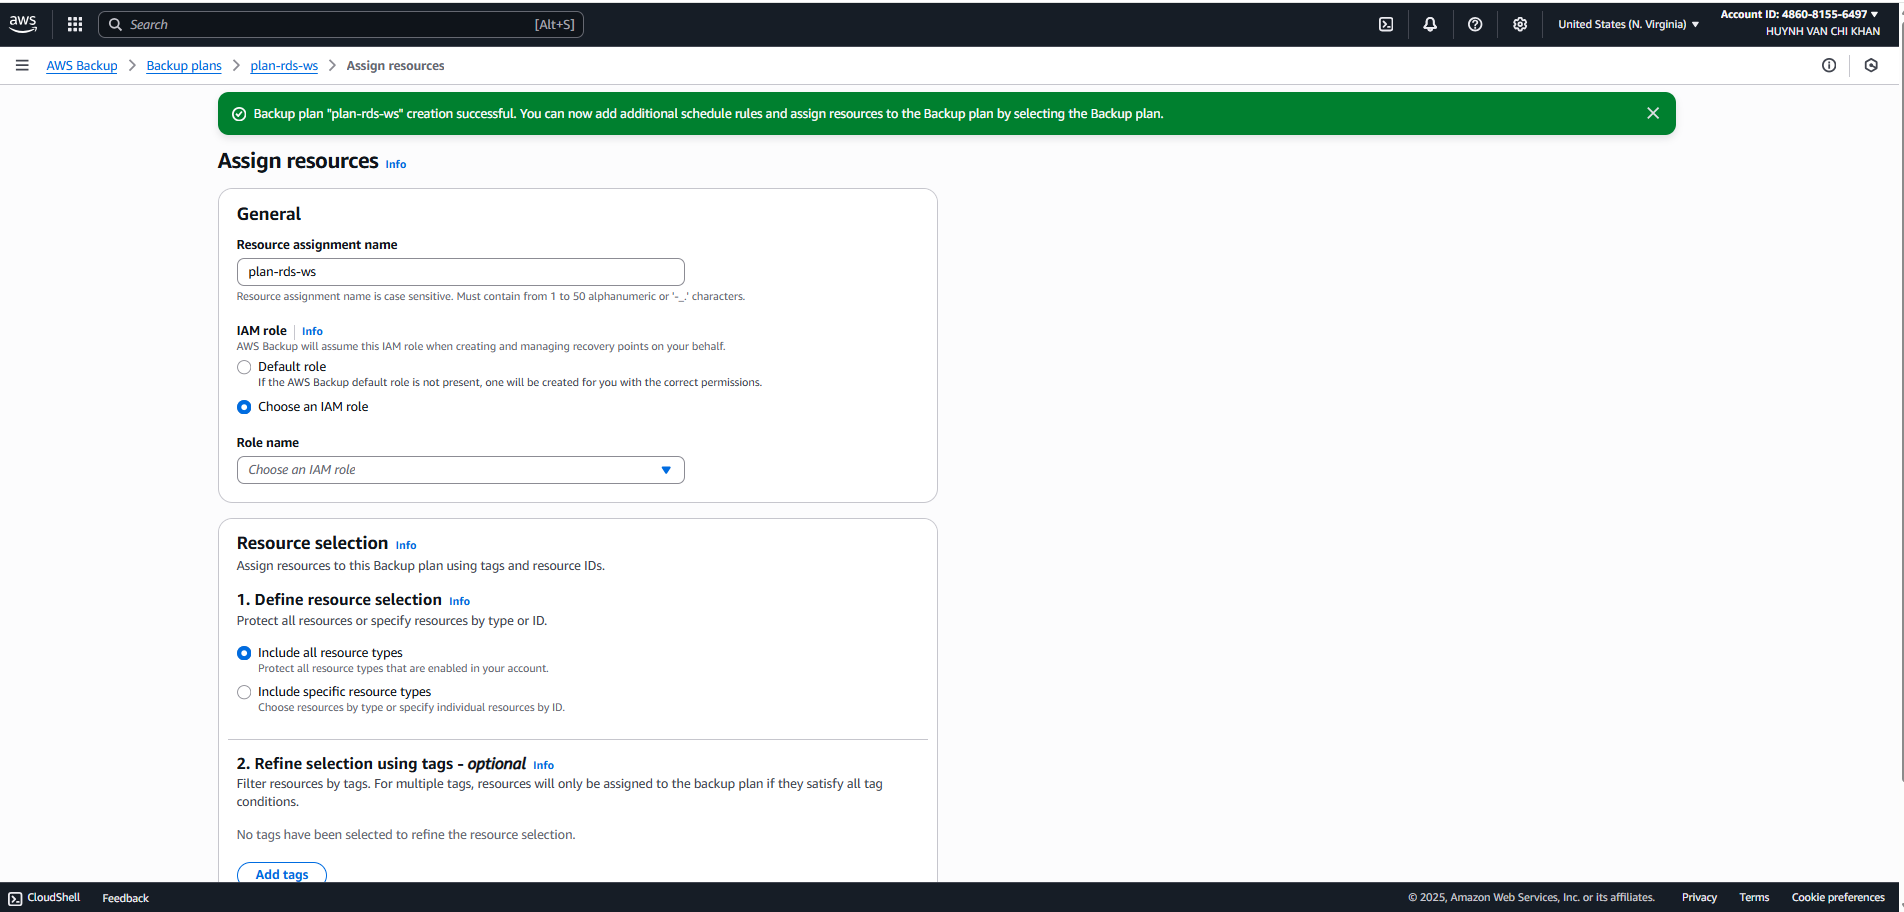 aws
Search
[Alt+S]
United States (N. Virginia)
Account ID: 4860-8155-6497
HUYNH VAN CHI KHAN
AWS Backup
Backup plans
plan-rds-ws
Assign resources
Backup plan "plan-rds-ws" creation successful. You can now add additional schedule rules and assign resources to the Backup plan by selecting the Backup plan.
Assign resources Info
General
Resource assignment name
plan-rds-ws
Resource assignment name is case sensitive. Must contain from 1 to 50 alphanumeric or '-_.' characters.
IAM role Info
AWS Backup will assume this IAM role when creating and managing recovery points on your behalf.
Default role
If the AWS Backup default role is not present, one will be created for you with the correct permissions.
Choose an IAM role
Role name
Choose an IAM role
Resource selection Info
Assign resources to this Backup plan using tags and resource IDs.
1. Define resource selection Info
Protect all resources or specify resources by type or ID.
Include all resource types
Protect all resource types that are enabled in your account.
Include specific resource types
Choose resources by type or specify individual resources by ID.
2. Refine selection using tags - optional Info
Filter resources by tags. For multiple tags, resources will only be assigned to the backup plan if they satisfy all tag
conditions.
No tags have been selected to refine the resource selection.
Add tags
CloudShell
Feedback
© 2025, Amazon Web Services, Inc. or its affiliates.
Privacy
Terms
Cookie preferences